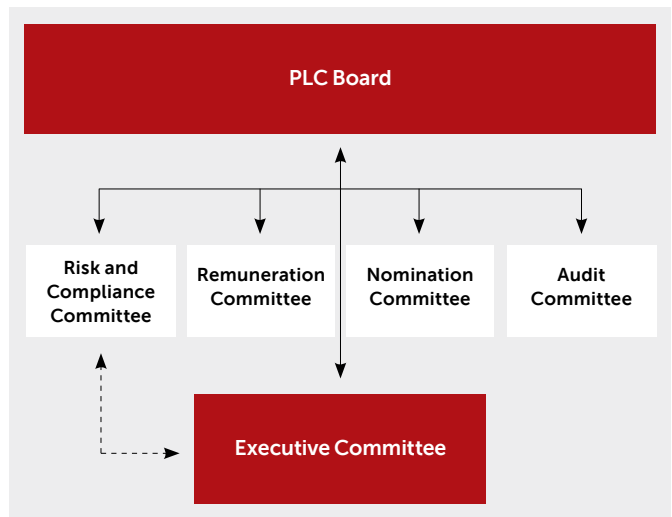 PLC Board
Risk and
Compliance
Committee
Remuneration
Committee
Nomination
Committee
Audit
Committee
Executive Committee